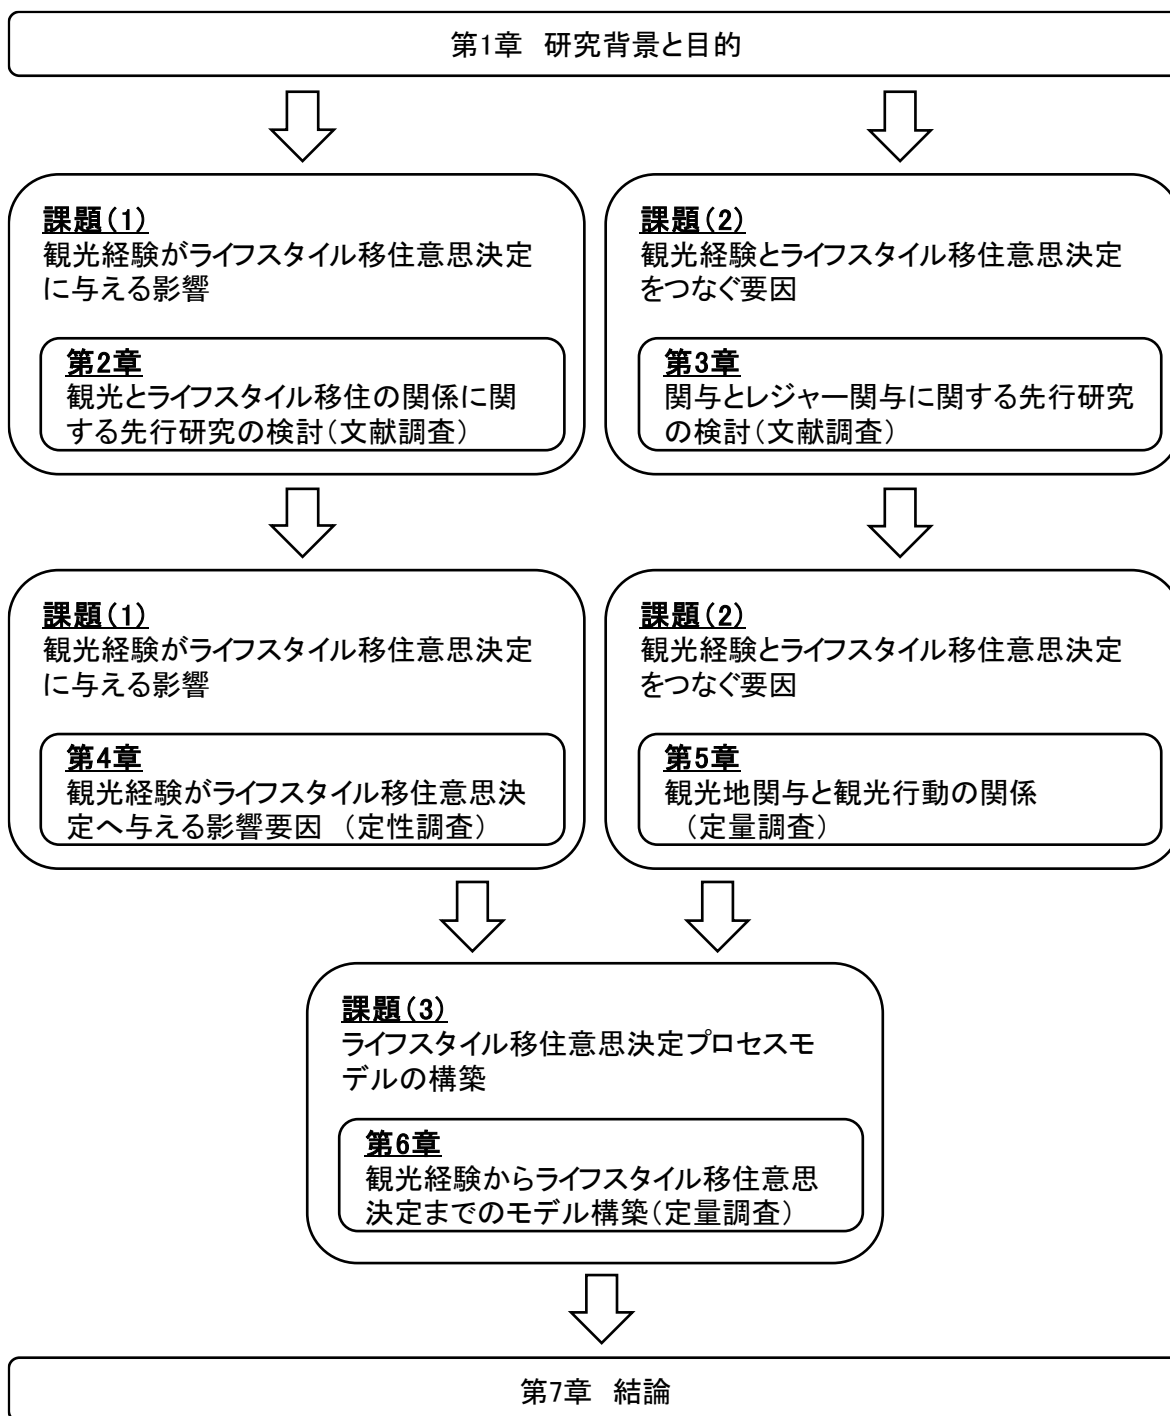 第1章 研究背景と目的
課題(1)
観光経験がライフスタイル移住意思決定
に与える影響
第2章
観光とライフスタイル移住の関係に関
する先行研究の検討(文献調査)
課題(2)
観光経験とライフスタイル移住意思決定
をつなぐ要因
第3章
関与とレジャー関与に関する先行研究
の検討(文献調査)
課題(1)
観光経験がライフスタイル移住意思決定
に与える影響
第4章
観光経験がライフスタイル移住意思決
定へ与える影響要因 (定性調査)
課題(2)
観光経験とライフスタイル移住意思決定
をつなぐ要因
第5章
観光地関与と観光行動の関係
(定量調査)
課題(3)
ライフスタイル移住意思決定プロセスモ
デルの構築
第6章
観光経験からライフスタイル移住意思
決定までのモデル構築(定量調査)
第7章 結論